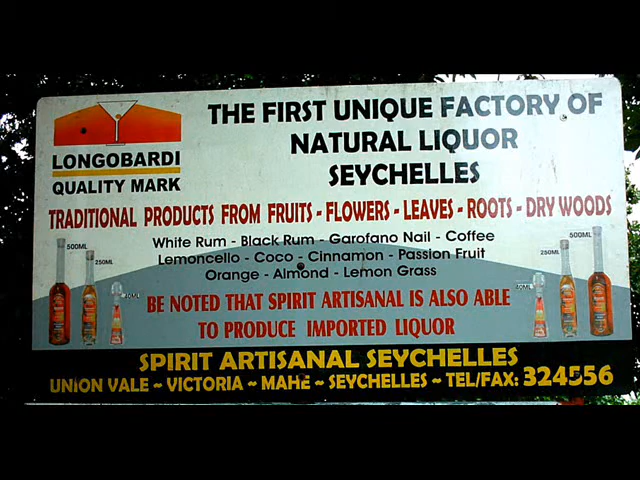 THE FIRST UNIQUE FACTORY OF
NATURAL LIQUOR
SEYCHELLES
LONGOBARDI
QUALITY MARK
TRADITIONAL PRODUCTS FROM FRUITS - FLOWERS - LEAVES - ROOTS - DRY WOODS
White Rum - Black Rum - Garofano Nail - Coffee
Lemoncello - Coco - Cinnamon - Passion Fruit
Orange - Almond - Lemon Grass
500ML
250ML
40ML
40ML
250ML
500ML
BE NOTED THAT SPIRIT ARTISANAL IS ALSO ABLE
TO PRODUCE IMPORTED LIQUOR
SPIRIT ARTISANAL SEYCHELLES
UNION VALE ~ VICTORIA ~ MAHE ~ SEYCHELLES ~ TEL/FAX: 324556